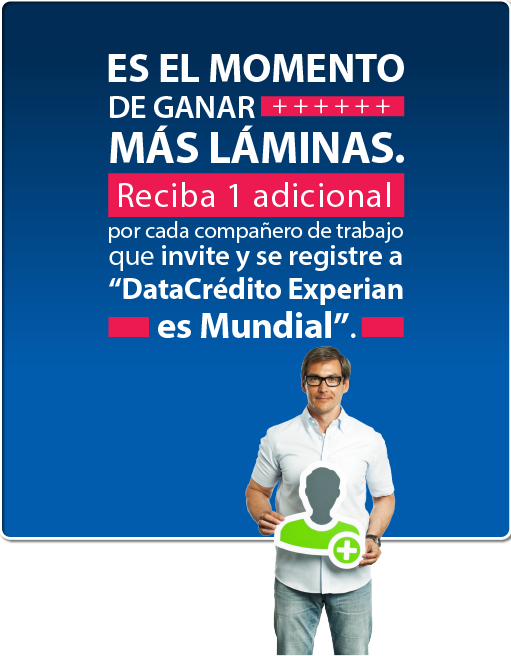 ES EL MOMENTO
DE GANAR ++++++
MÁS LÁMINAS.
Reciba 1 adicional
por cada compañero de trabajo
que invite y se registre a
“DataCrédito Experian
es Mundial”.